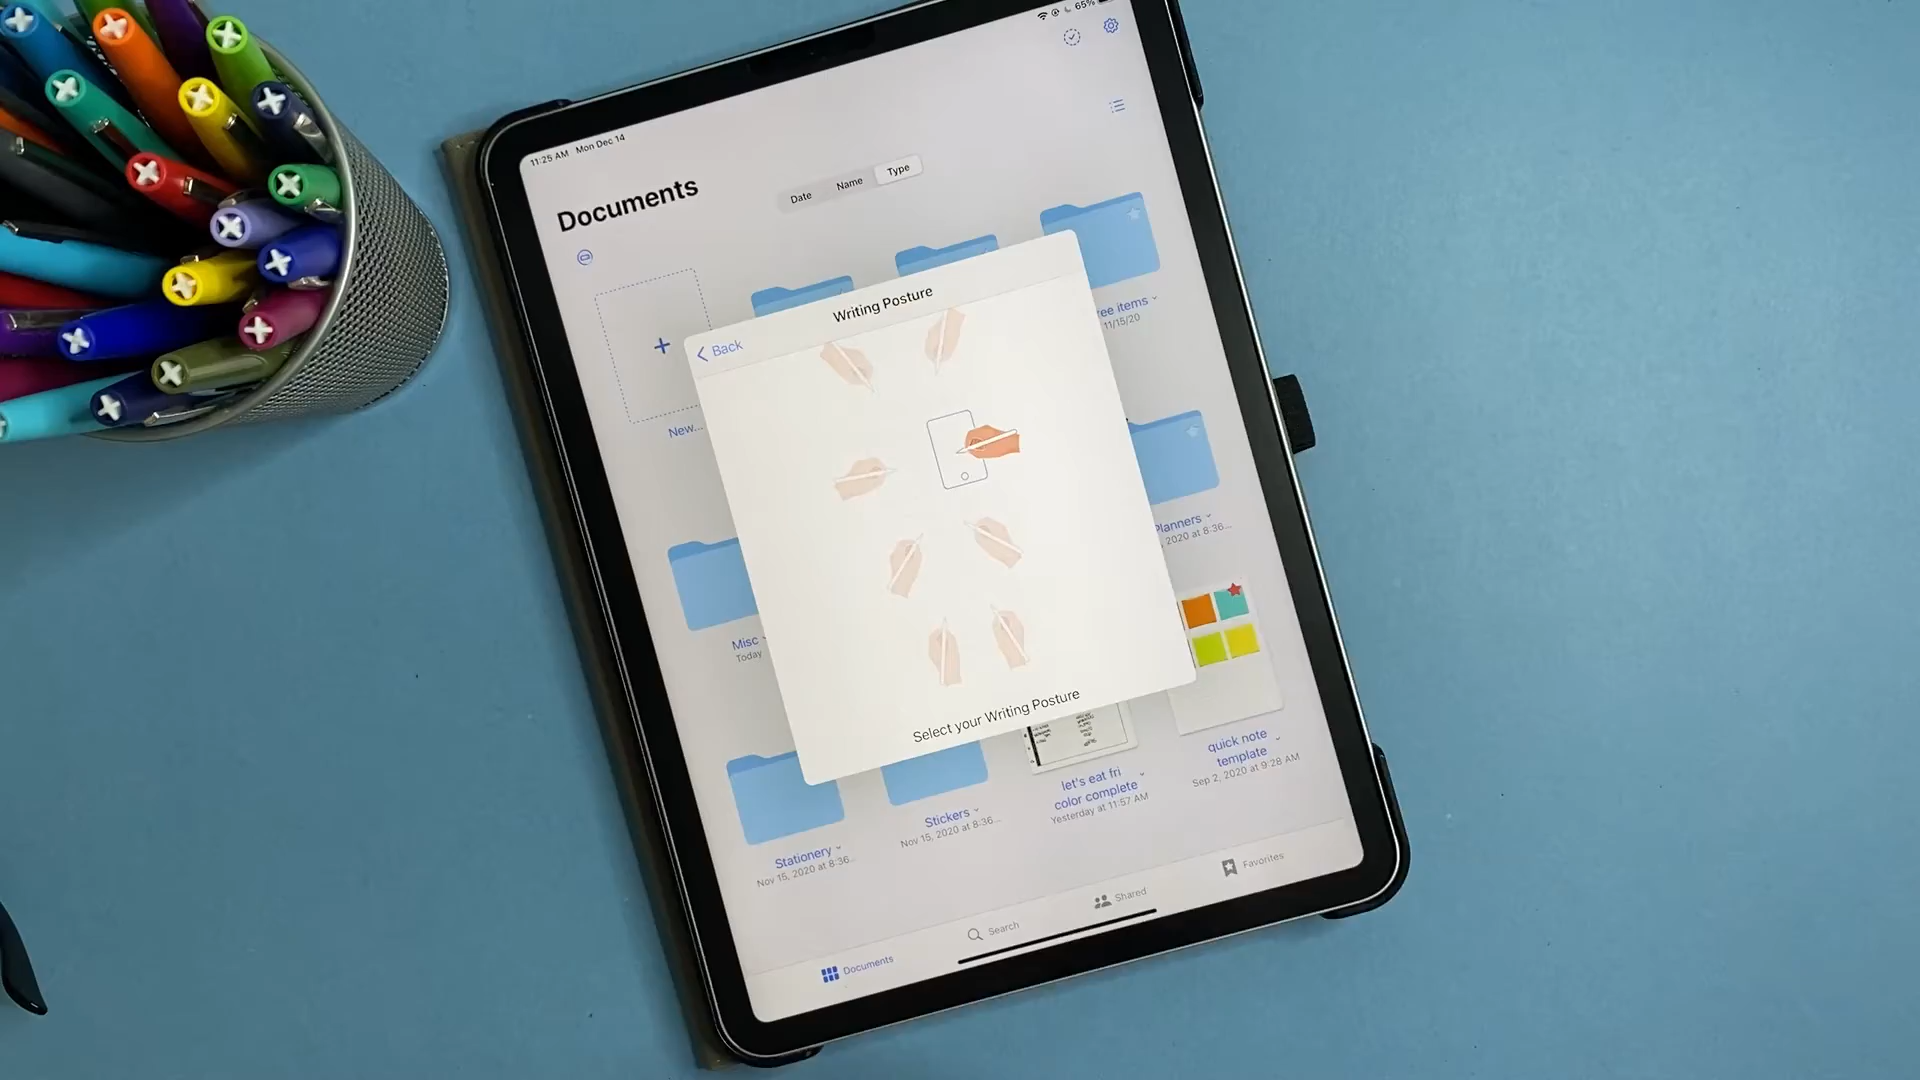 11:25 AM Mon Dec 14
65%
Documents
Date Name Type
New...
ree items
11/15/20
Writing Posture
Back
Select your Writing Posture
Planners
, 2020 at 8:36...
Misc
Today
Stationery
Nov 15, 2020 at 8:36...
Stickers
Nov 15, 2020 at 8:36...
let's eat fri
color complete
Yesterday at 11:57 AM
quick note
template
Sep 2, 2020 at 9:28 AM
Documents
Search
Shared
Favorites